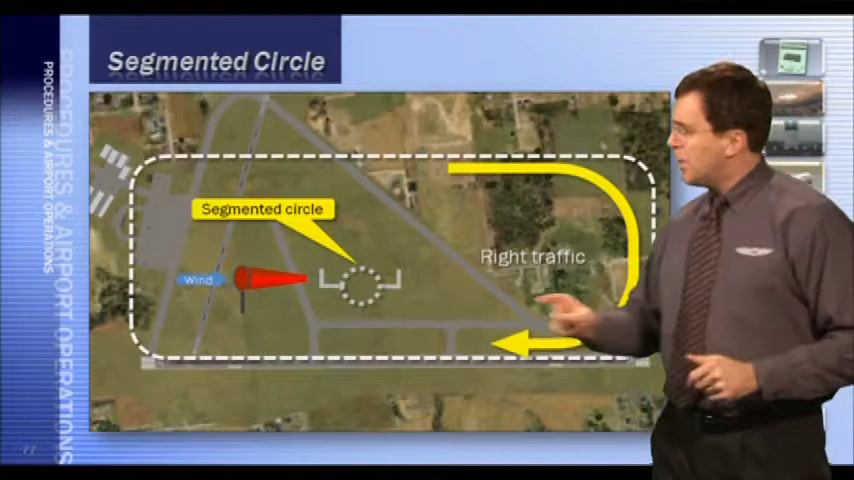 Segmented Circle
PROCEDURES & AIRPORT OPERATIONS
PROCEDURES & AIRPORT OPERATIONS
Segmented circle
Right traffic
Wind